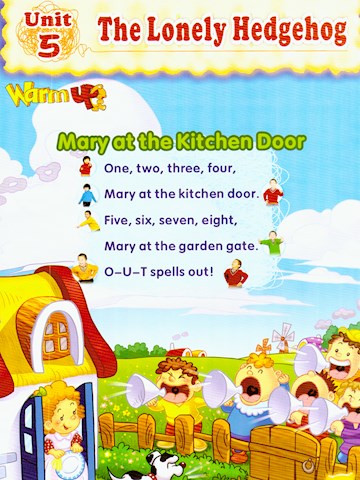 Unit
5
The Lonely Hedgehog
Warm up
Mary at the Kitchen Door
One, two, three, four,
Mary at the kitchen door.
Five, six, seven, eight,
Mary at the garden gate.
O-U-T spells out!